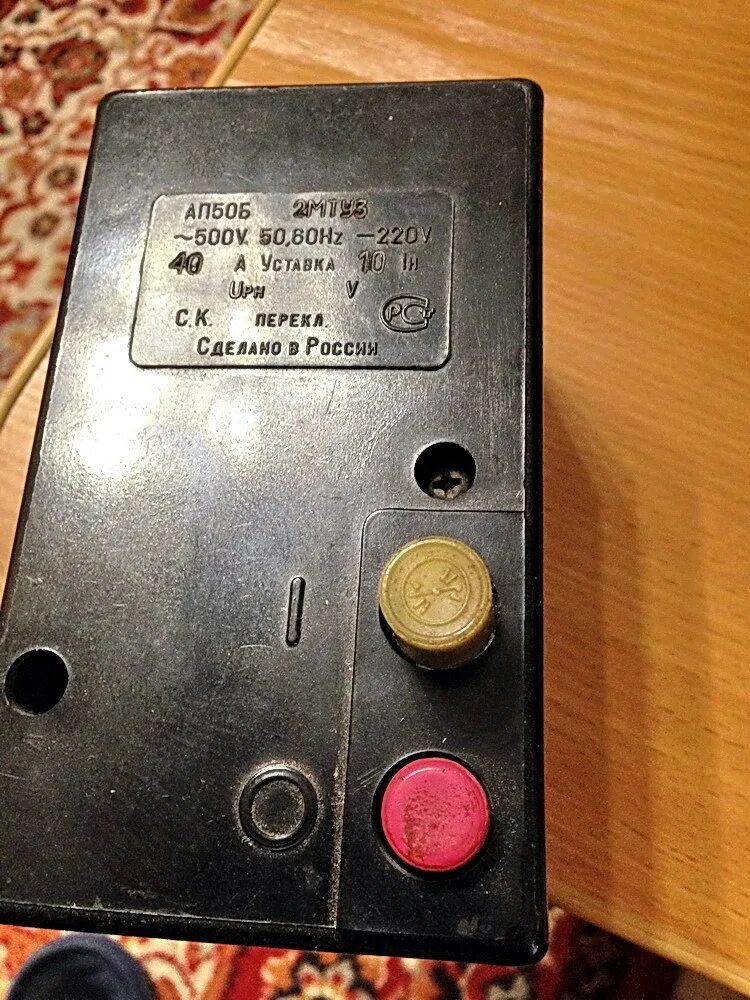 АП50Б 2МТУ3
~500V. 50,60Hz —220V
40 А УСТАВКА 10 IН
UРН V
С.К. ПЕРЕКЛ.
СДЕЛАНО В РОССИИ